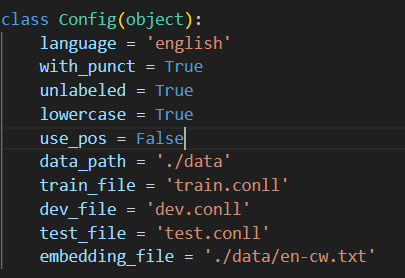 class Config(object):
    language = 'english'
    with_punct = True
    unlabeled = True
    lowercase = True
    use_pos = False
    data_path = './data'
    train_file = 'train.conll'
    dev_file = 'dev.conll'
    test_file = 'test.conll'
    embedding_file = './data/en-cw.txt'